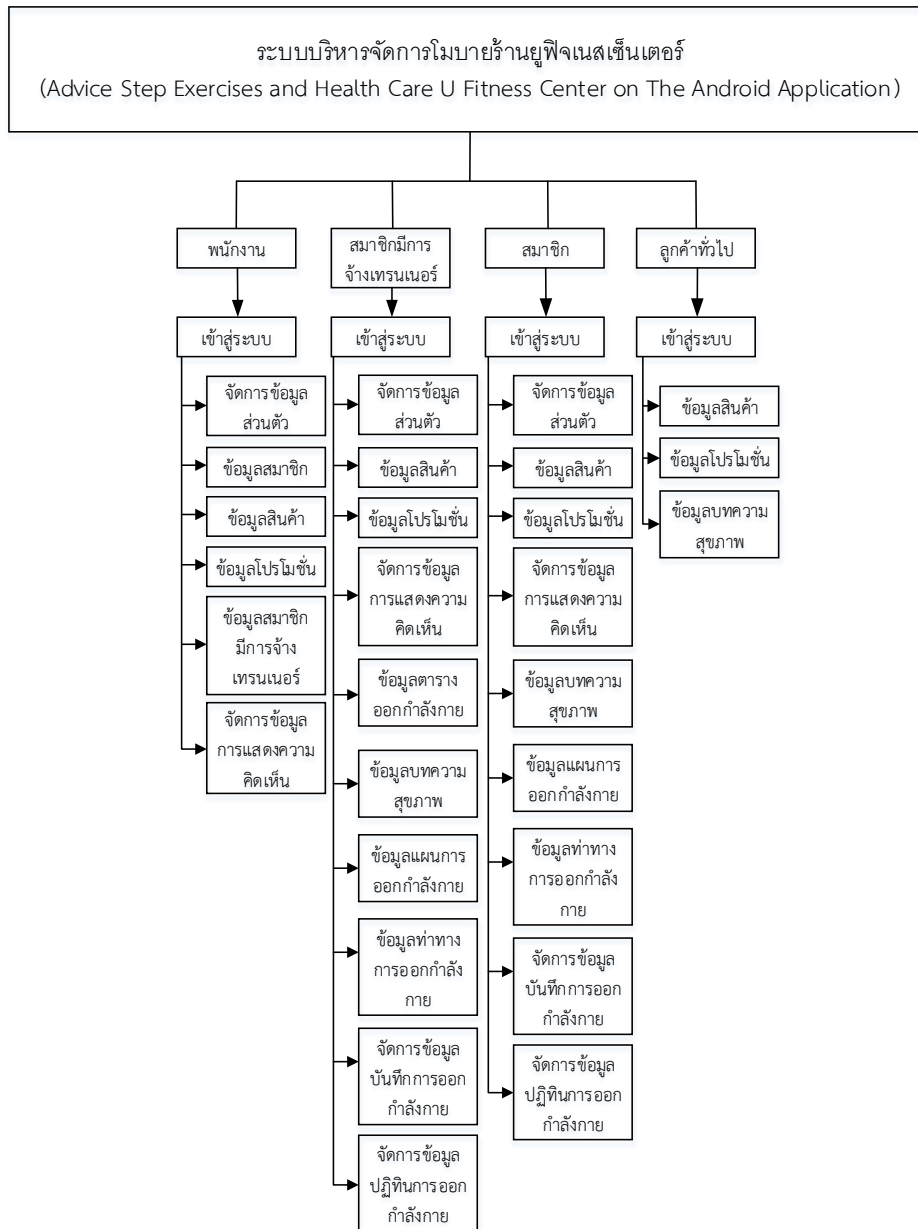 ระบบบริหารจัดการโมบายร้านยูฟิจเนสเซ็นเตอร์
(Advice Step Exercises and Health Care U Fitness Center on The Android Application)
พนักงาน
เข้าสู่ระบบ
จัดการข้อมูล
ส่วนตัว
ข้อมูลสมาชิก
ข้อมูลสินค้า
ข้อมูลโปรโมชั่น
ข้อมูลสมาชิก
มีการจ้าง
เทรนเนอร์
จัดการข้อมูล
การแสดงความ
คิดเห็น
สมาชิกมีการ
จ้างเทรนเนอร์
เข้าสู่ระบบ
จัดการข้อมูล
ส่วนตัว
ข้อมูลสินค้า
ข้อมูลโปรโมชั่น
จัดการข้อมูล
การแสดงความ
คิดเห็น
ข้อมูลตาราง
ออกกำลังกาย
ข้อมูลบทความ
สุขภาพ
ข้อมูลแผนการ
ออกกำลังกาย
ข้อมูลท่าทาง
การออกกำลัง
กาย
จัดการข้อมูล
บันทึกการออก
กำลังกาย
จัดการข้อมูล
ปฏิทินการออก
กำลังกาย
สมาชิก
เข้าสู่ระบบ
จัดการข้อมูล
ส่วนตัว
ข้อมูลสินค้า
ข้อมูลโปรโมชั่น
จัดการข้อมูล
การแสดงความ
คิดเห็น
ข้อมูลบทความ
สุขภาพ
ข้อมูลแผนการ
ออกกำลังกาย
ข้อมูลท่าทาง
การออกกำลัง
กาย
จัดการข้อมูล
บันทึกการออก
กำลังกาย
จัดการข้อมูล
ปฏิทินการออก
กำลังกาย
ลูกค้าทั่วไป
เข้าสู่ระบบ
ข้อมูลสินค้า
ข้อมูลโปรโมชั่น
ข้อมูลบทความ
สุขภาพ